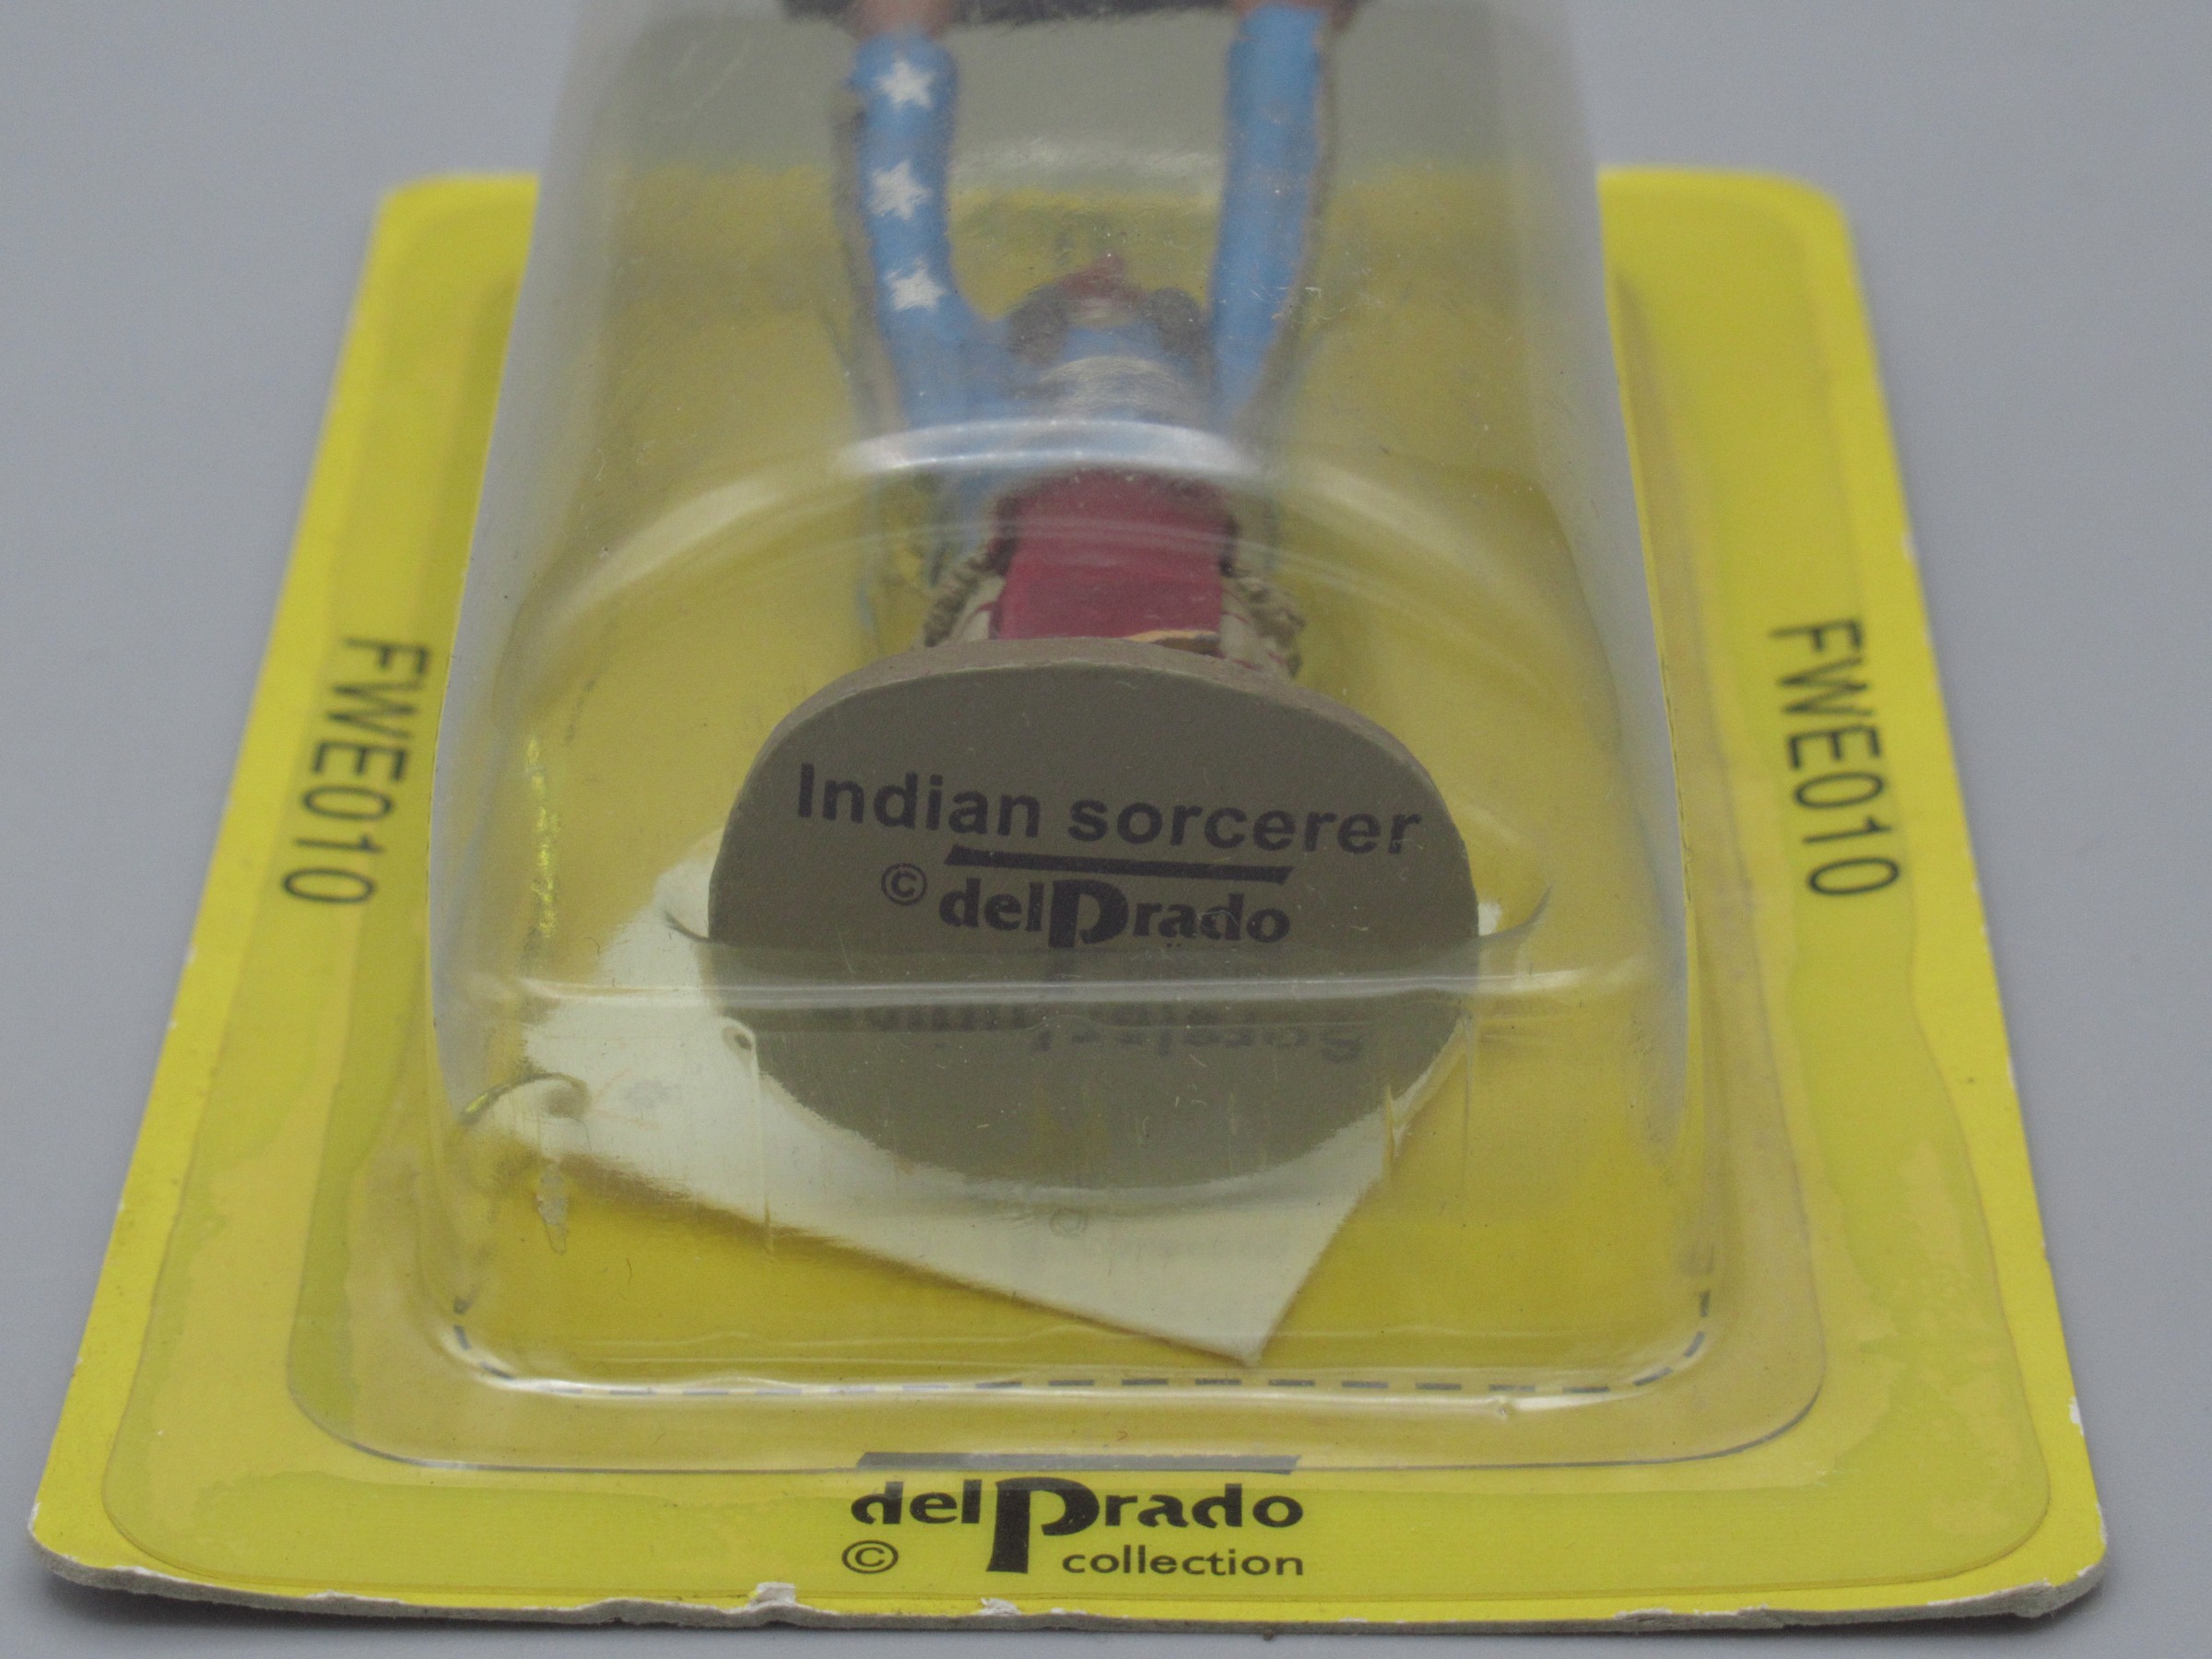 FWE010
FWE010
Indian sorcerer
© delprado
delprado
© collection